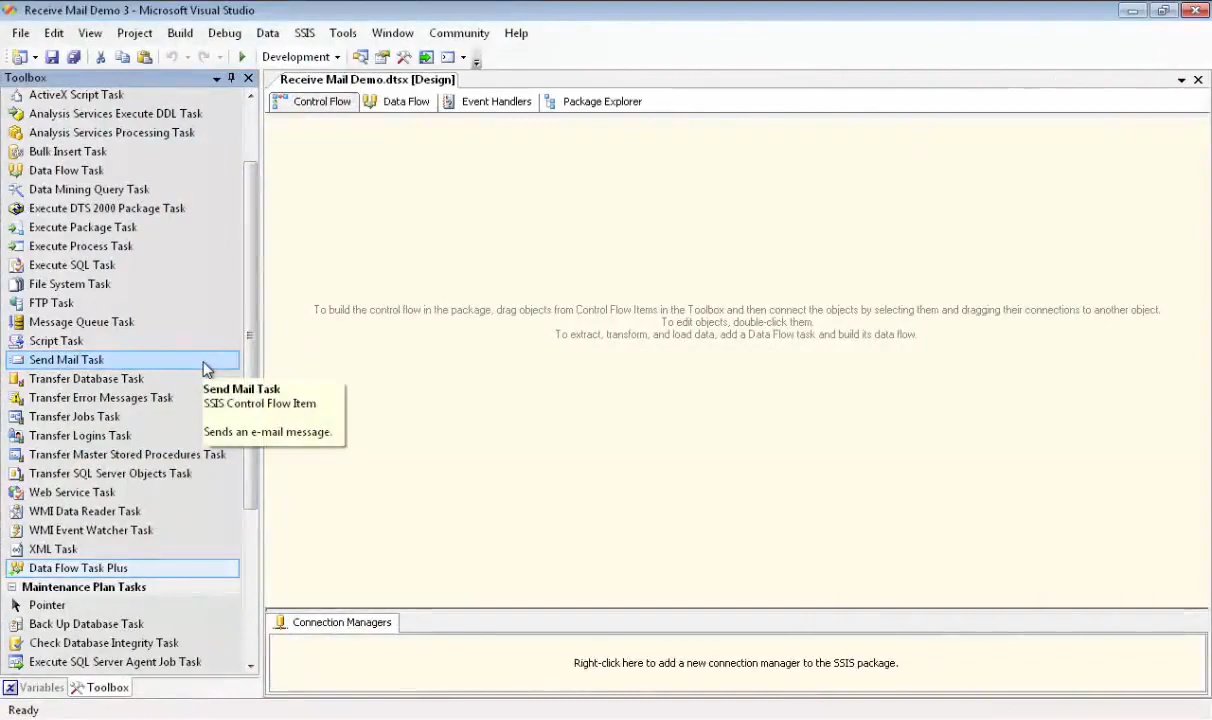 Receive Mail Demo 3 - Microsoft Visual Studio
File Edit View Project Build Debug Data SSIS Tools Window Community Help
Development
Toolbox
ActiveX Script Task
Analysis Services Execute DDL Task
Analysis Services Processing Task
Bulk Insert Task
Data Flow Task
Data Mining Query Task
Execute DTS 2000 Package Task
Execute Package Task
Execute Process Task
Execute SQL Task
File System Task
FTP Task
Message Queue Task
Script Task
Send Mail Task
Transfer Database Task
Transfer Error Messages Task
Transfer Jobs Task
Transfer Logins Task
Transfer Master Stored Procedures Task
Transfer SQL Server Objects Task
Web Service Task
WMI Data Reader Task
WMI Event Watcher Task
XML Task
Data Flow Task Plus
Maintenance Plan Tasks
Pointer
Back Up Database Task
Check Database Integrity Task
Execute SQL Server Agent Job Task
Variables Toolbox
Send Mail Task
SSIS Control Flow Item
Sends an e-mail message.
Receive Mail Demo.dtsx [Design]
Control Flow Data Flow Event Handlers Package Explorer
To build the control flow in the package, drag objects from Control Flow Items in the Toolbox and then connect the objects by selecting them and dragging their connections to another object.
To edit objects, double-click them.
To extract, transform, and load data, add a Data Flow task and build its data flow.
Connection Managers
Right-click here to add a new connection manager to the SSIS package.
Ready